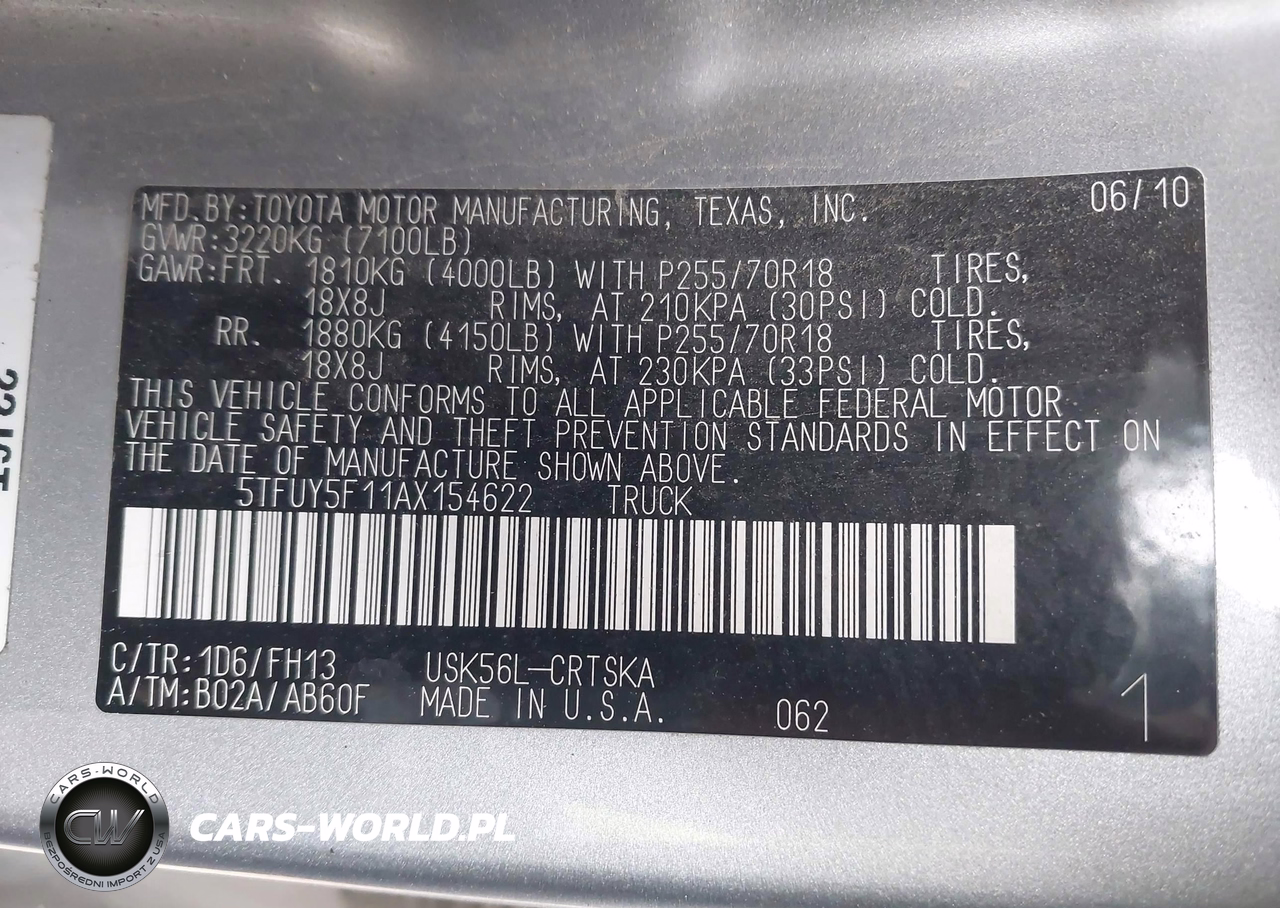 MFD.BY:TOYOTA MOTOR MANUFACTURING, TEXAS, INC. 06/10
GVWR:3220KG (7100LB)
GAWR:FRT. 1810KG (4000LB) WITH P255/70R18 TIRES,
18X8J RIMS, AT 210KPA (30PSI) COLD.
RR. 1880KG (4150LB) WITH P255/70R18 TIRES,
18X8J RIMS, AT 230KPA (33PSI) COLD.
THIS VEHICLE CONFORMS TO ALL APPLICABLE FEDERAL MOTOR
VEHICLE SAFETY AND THEFT PREVENTION STANDARDS IN EFFECT ON
THE DATE OF MANUFACTURE SHOWN ABOVE.
5TFUY5F11AX154622 TRUCK
C/TR:1D6/FH13 USK56L-CRTSKA
A/TM:B02A/AB60F MADE IN U.S.A. 062 1
CARS-WORLD
CW
BEZPOŚREDNI IMPORT Z USA
CARS-WORLD.PL